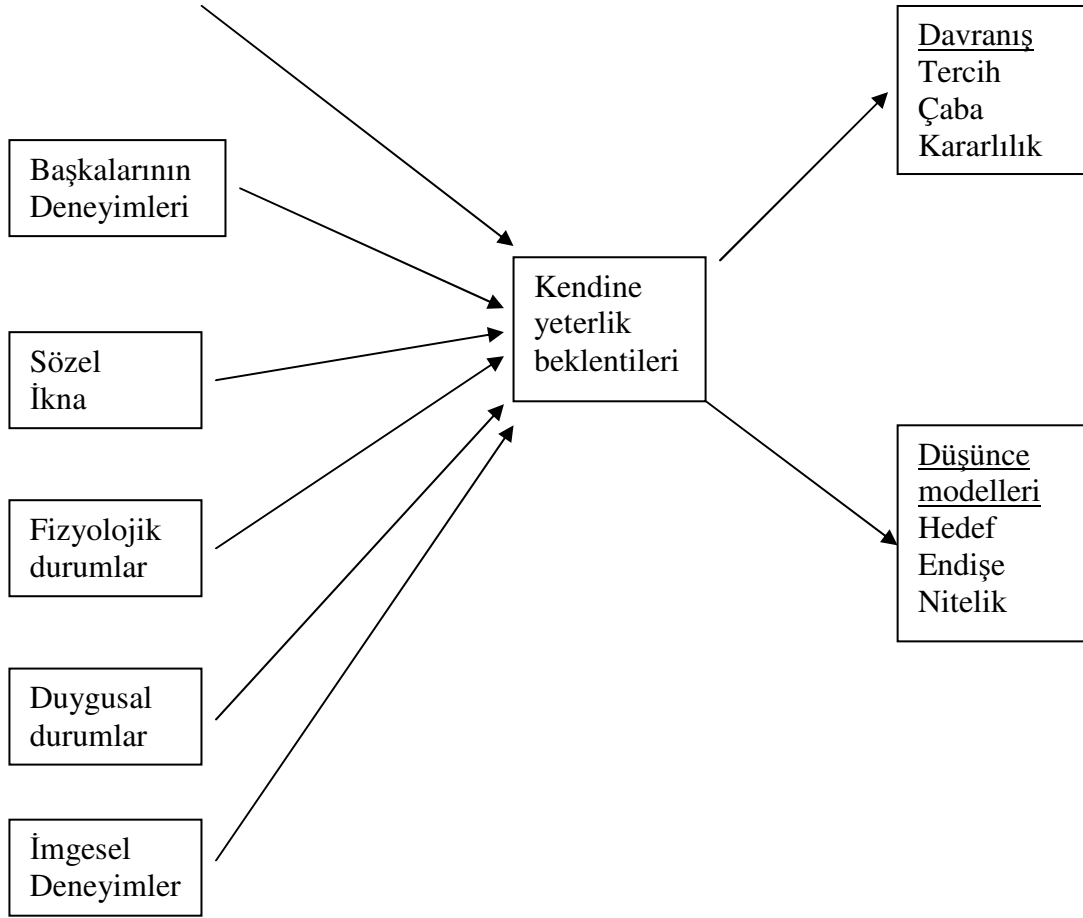 Başkalarının
Deneyimleri
Sözel
İkna
Fizyolojik
durumlar
Duygusal
durumlar
İmgesel
Deneyimler
Kendine
yeterlik
beklentileri
Davranış
Tercih
Çaba
Kararlılık
Düşünce
modelleri
Hedef
Endişe
Nitelik